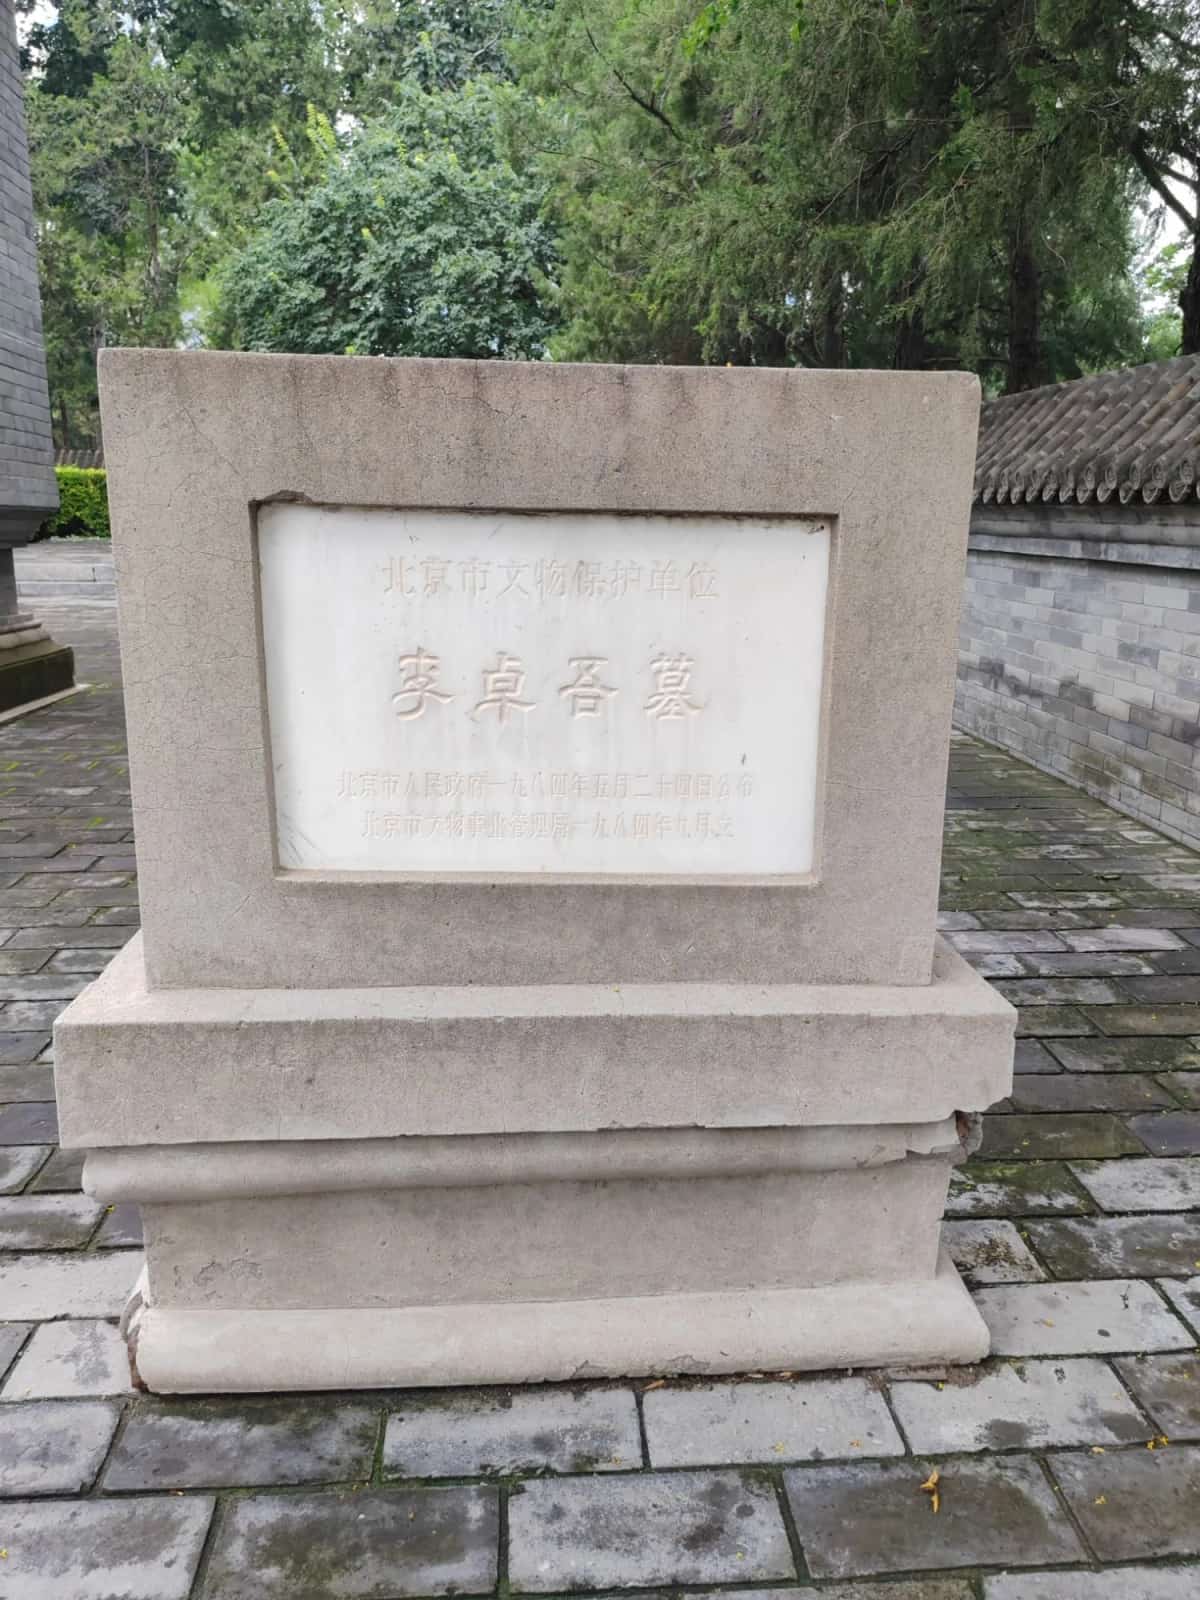 北京市文物保护单位
李卓吾墓
北京市人民政府一九八四年五月二十四日公布
北京市文物事业管理局一九八四年九月立